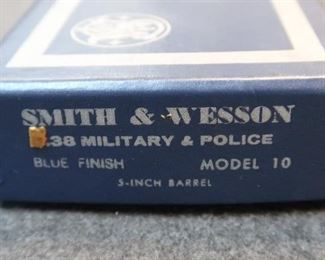 SMITH & WESSON
.38 MILITARY & POLICE
BLUE FINISH MODEL 10
5-INCH BARREL